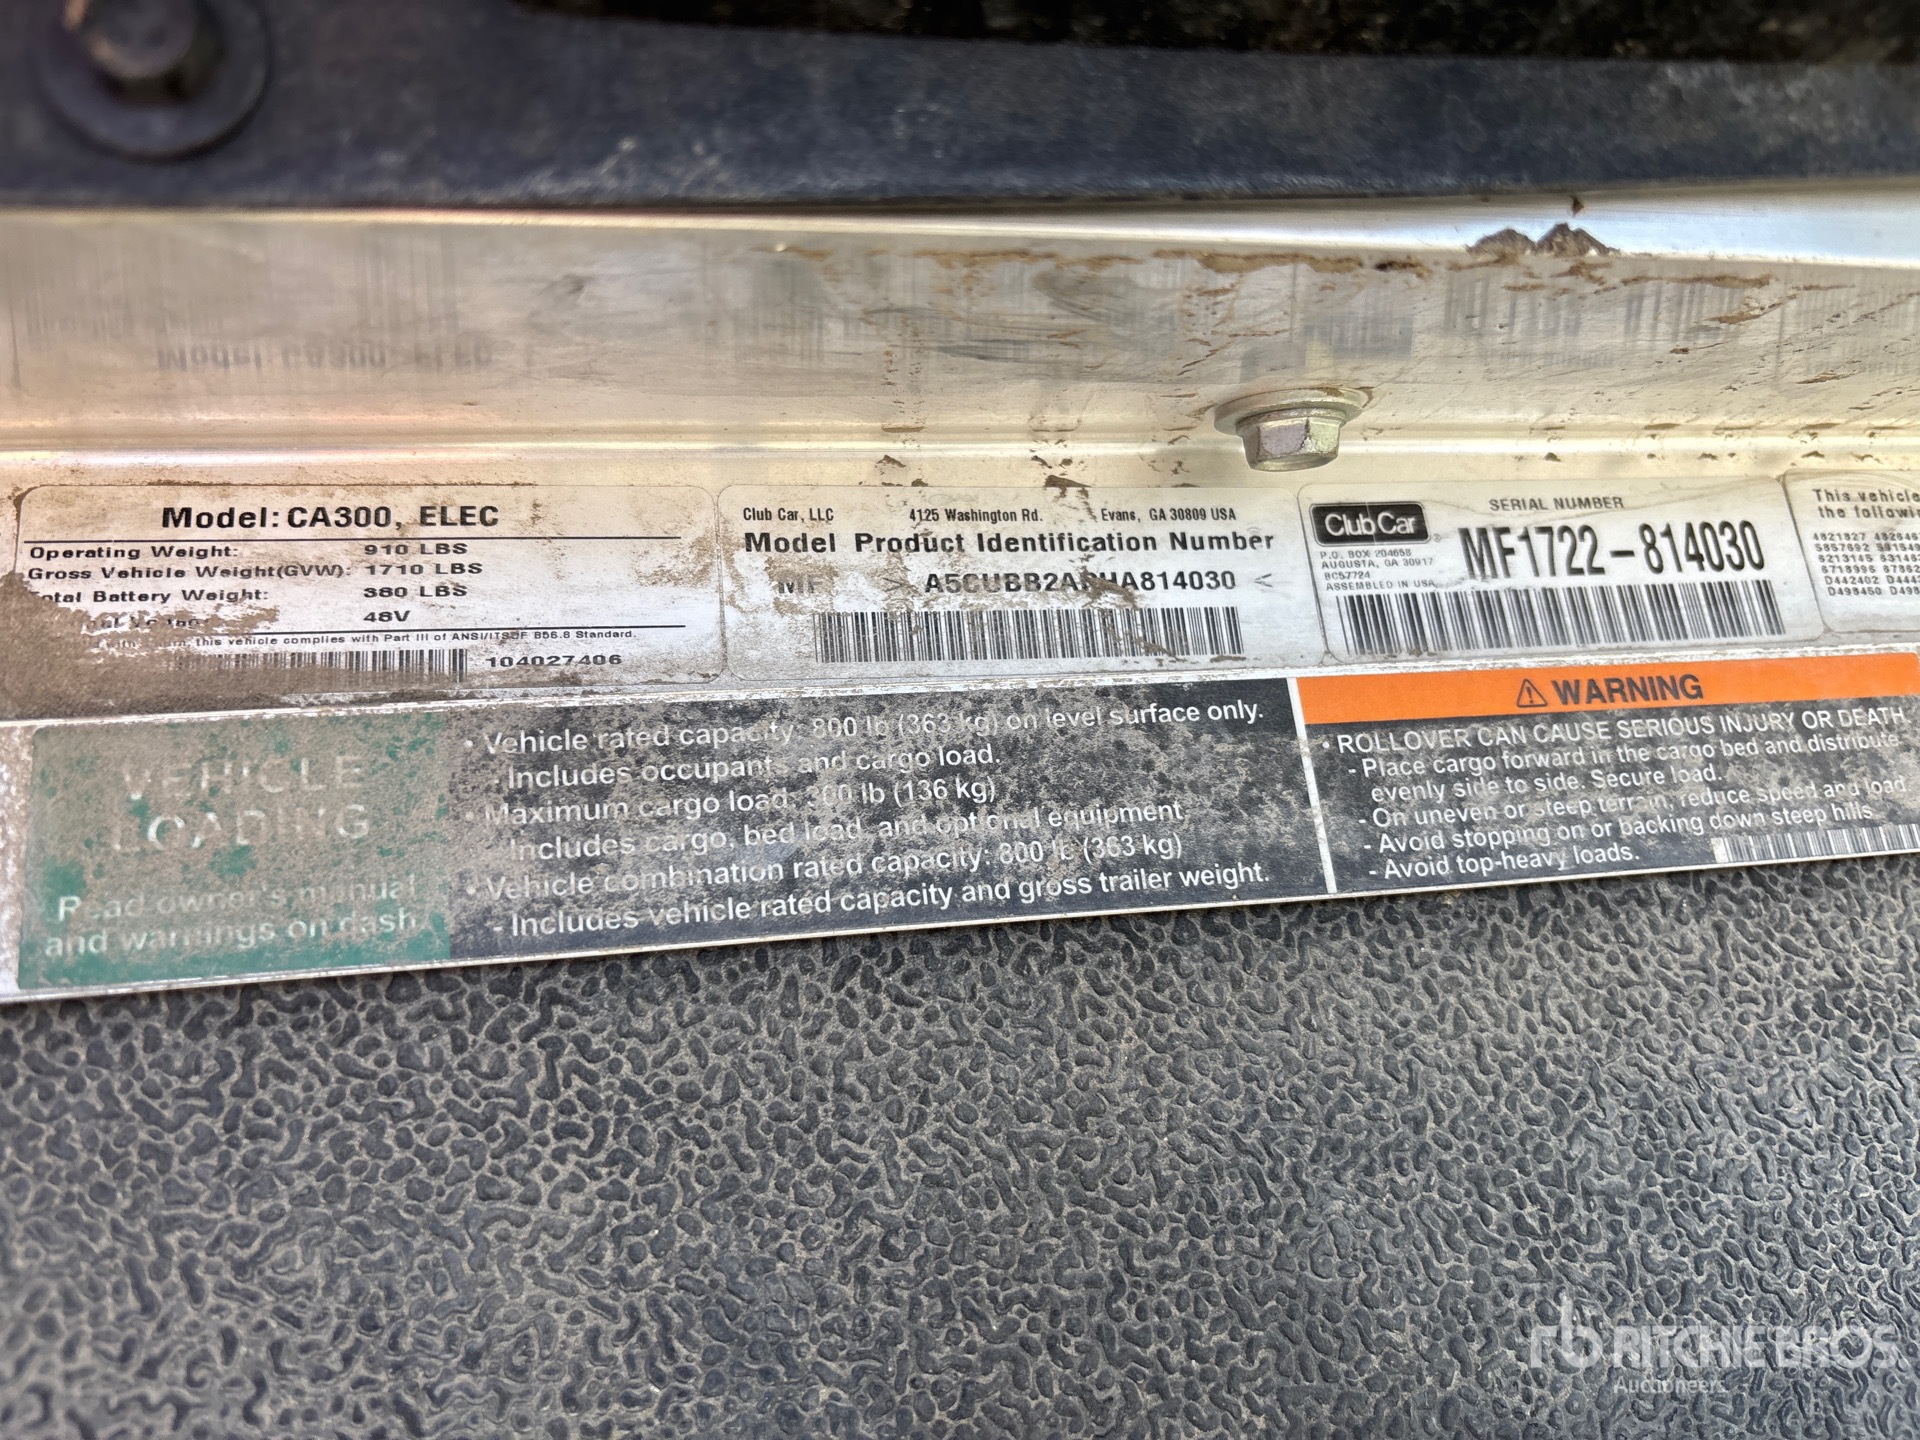 Model: CA300, ELEC
Operating Weight: 910 LBS
Gross Vehicle Weight(GVW): 1710 LBS
Total Battery Weight: 380 LBS
48V
this vehicle complies with Part III of ANSI/ITSDF B56.8 Standard.
104027406
Club Car, LLC 4125 Washington Rd. Evans, GA 30809 USA
Model Product Identification Number
MF > A814030 <
Club Car
SERIAL NUMBER
MF1722-814030
P.O. BOX 204658
AUGUSTA, GA 30917
BC57724
ASSEMBLED IN USA
This vehicle
the
VEHICLE
LOADING
Read owner's manual
and warnings on dash.
• Vehicle rated capacity: 800 lb (363 kg) on level surface only.
- Includes occupants and cargo load.
• Maximum cargo load: 300 lb (136 kg)
- Includes cargo, bed load, and optional equipment
• Vehicle combination rated capacity: 800 lb (363 kg)
- Includes vehicle rated capacity and gross trailer weight.
⚠ WARNING
• ROLLOVER CAN CAUSE SERIOUS INJURY OR DEATH.
- Place cargo forward in the cargo bed and distribute
evenly side to side. Secure load.
- On uneven or steep terrain, reduce speed and load.
- Avoid stopping on or backing down steep hills.
- Avoid top-heavy loads.
rb RITCHIE BROS.
Auctioneers